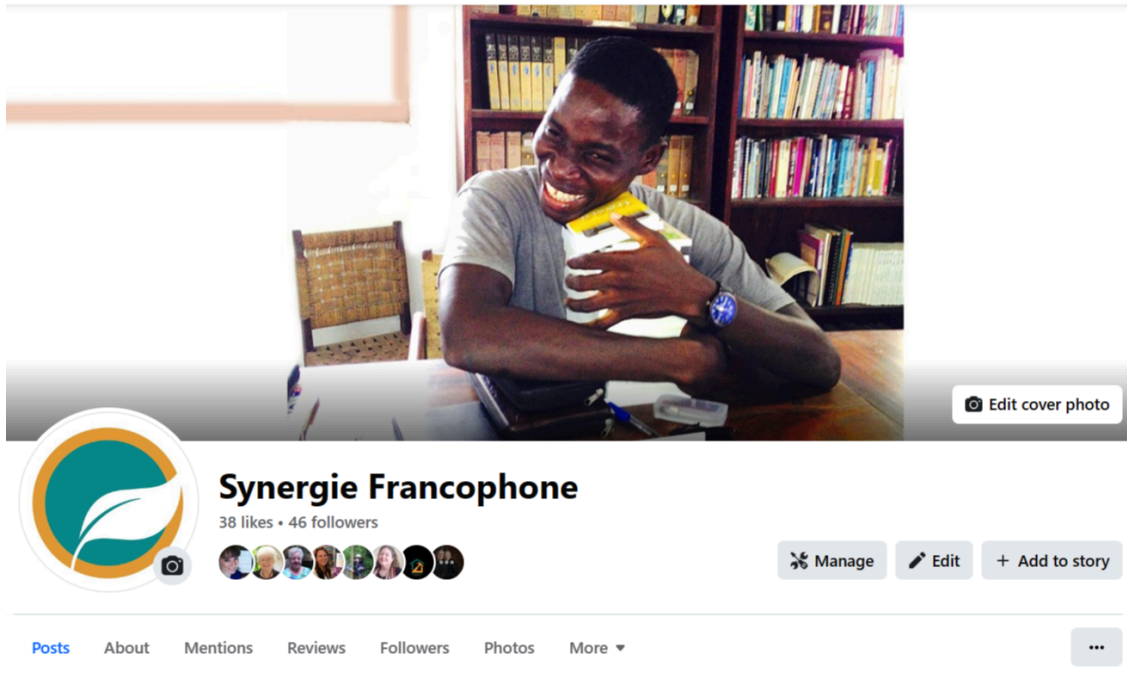 Edit cover photo
Synergie Francophone
38 likes • 46 followers
Manage
Edit
+ Add to story
Posts
About
Mentions
Reviews
Followers
Photos
More